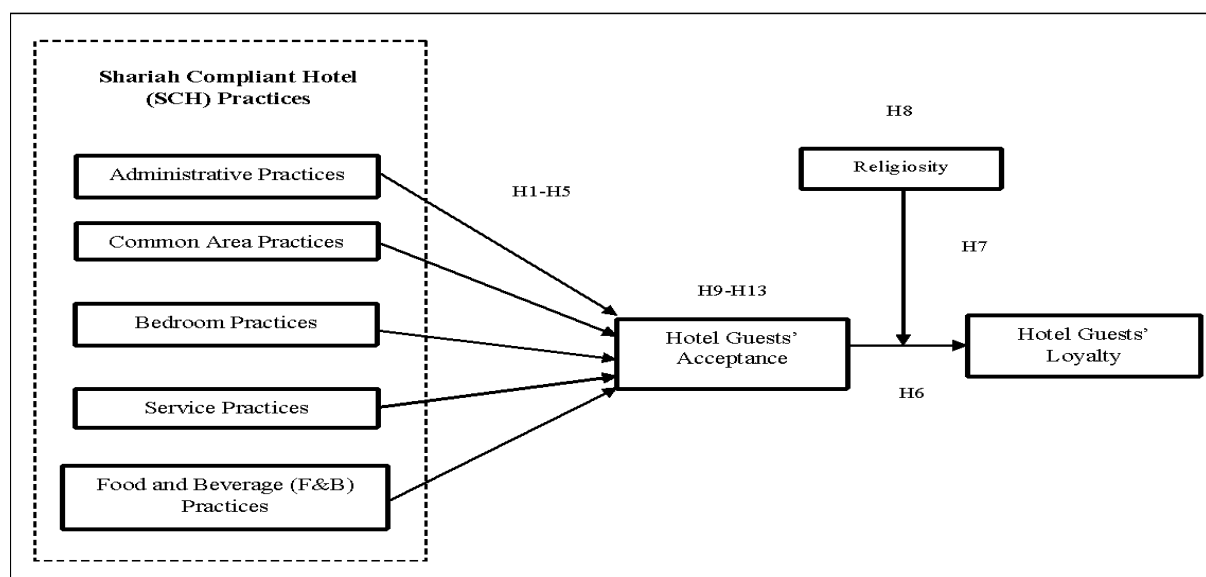 Shariah Compliant Hotel
(SCH) Practices
Administrative Practices
Common Area Practices
Bedroom Practices
Service Practices
Food and Beverage (F&B)
Practices
H1-H5
H9-H13
Hotel Guests’
Acceptance
H8
Religiosity
H7
H6
Hotel Guests’
Loyalty